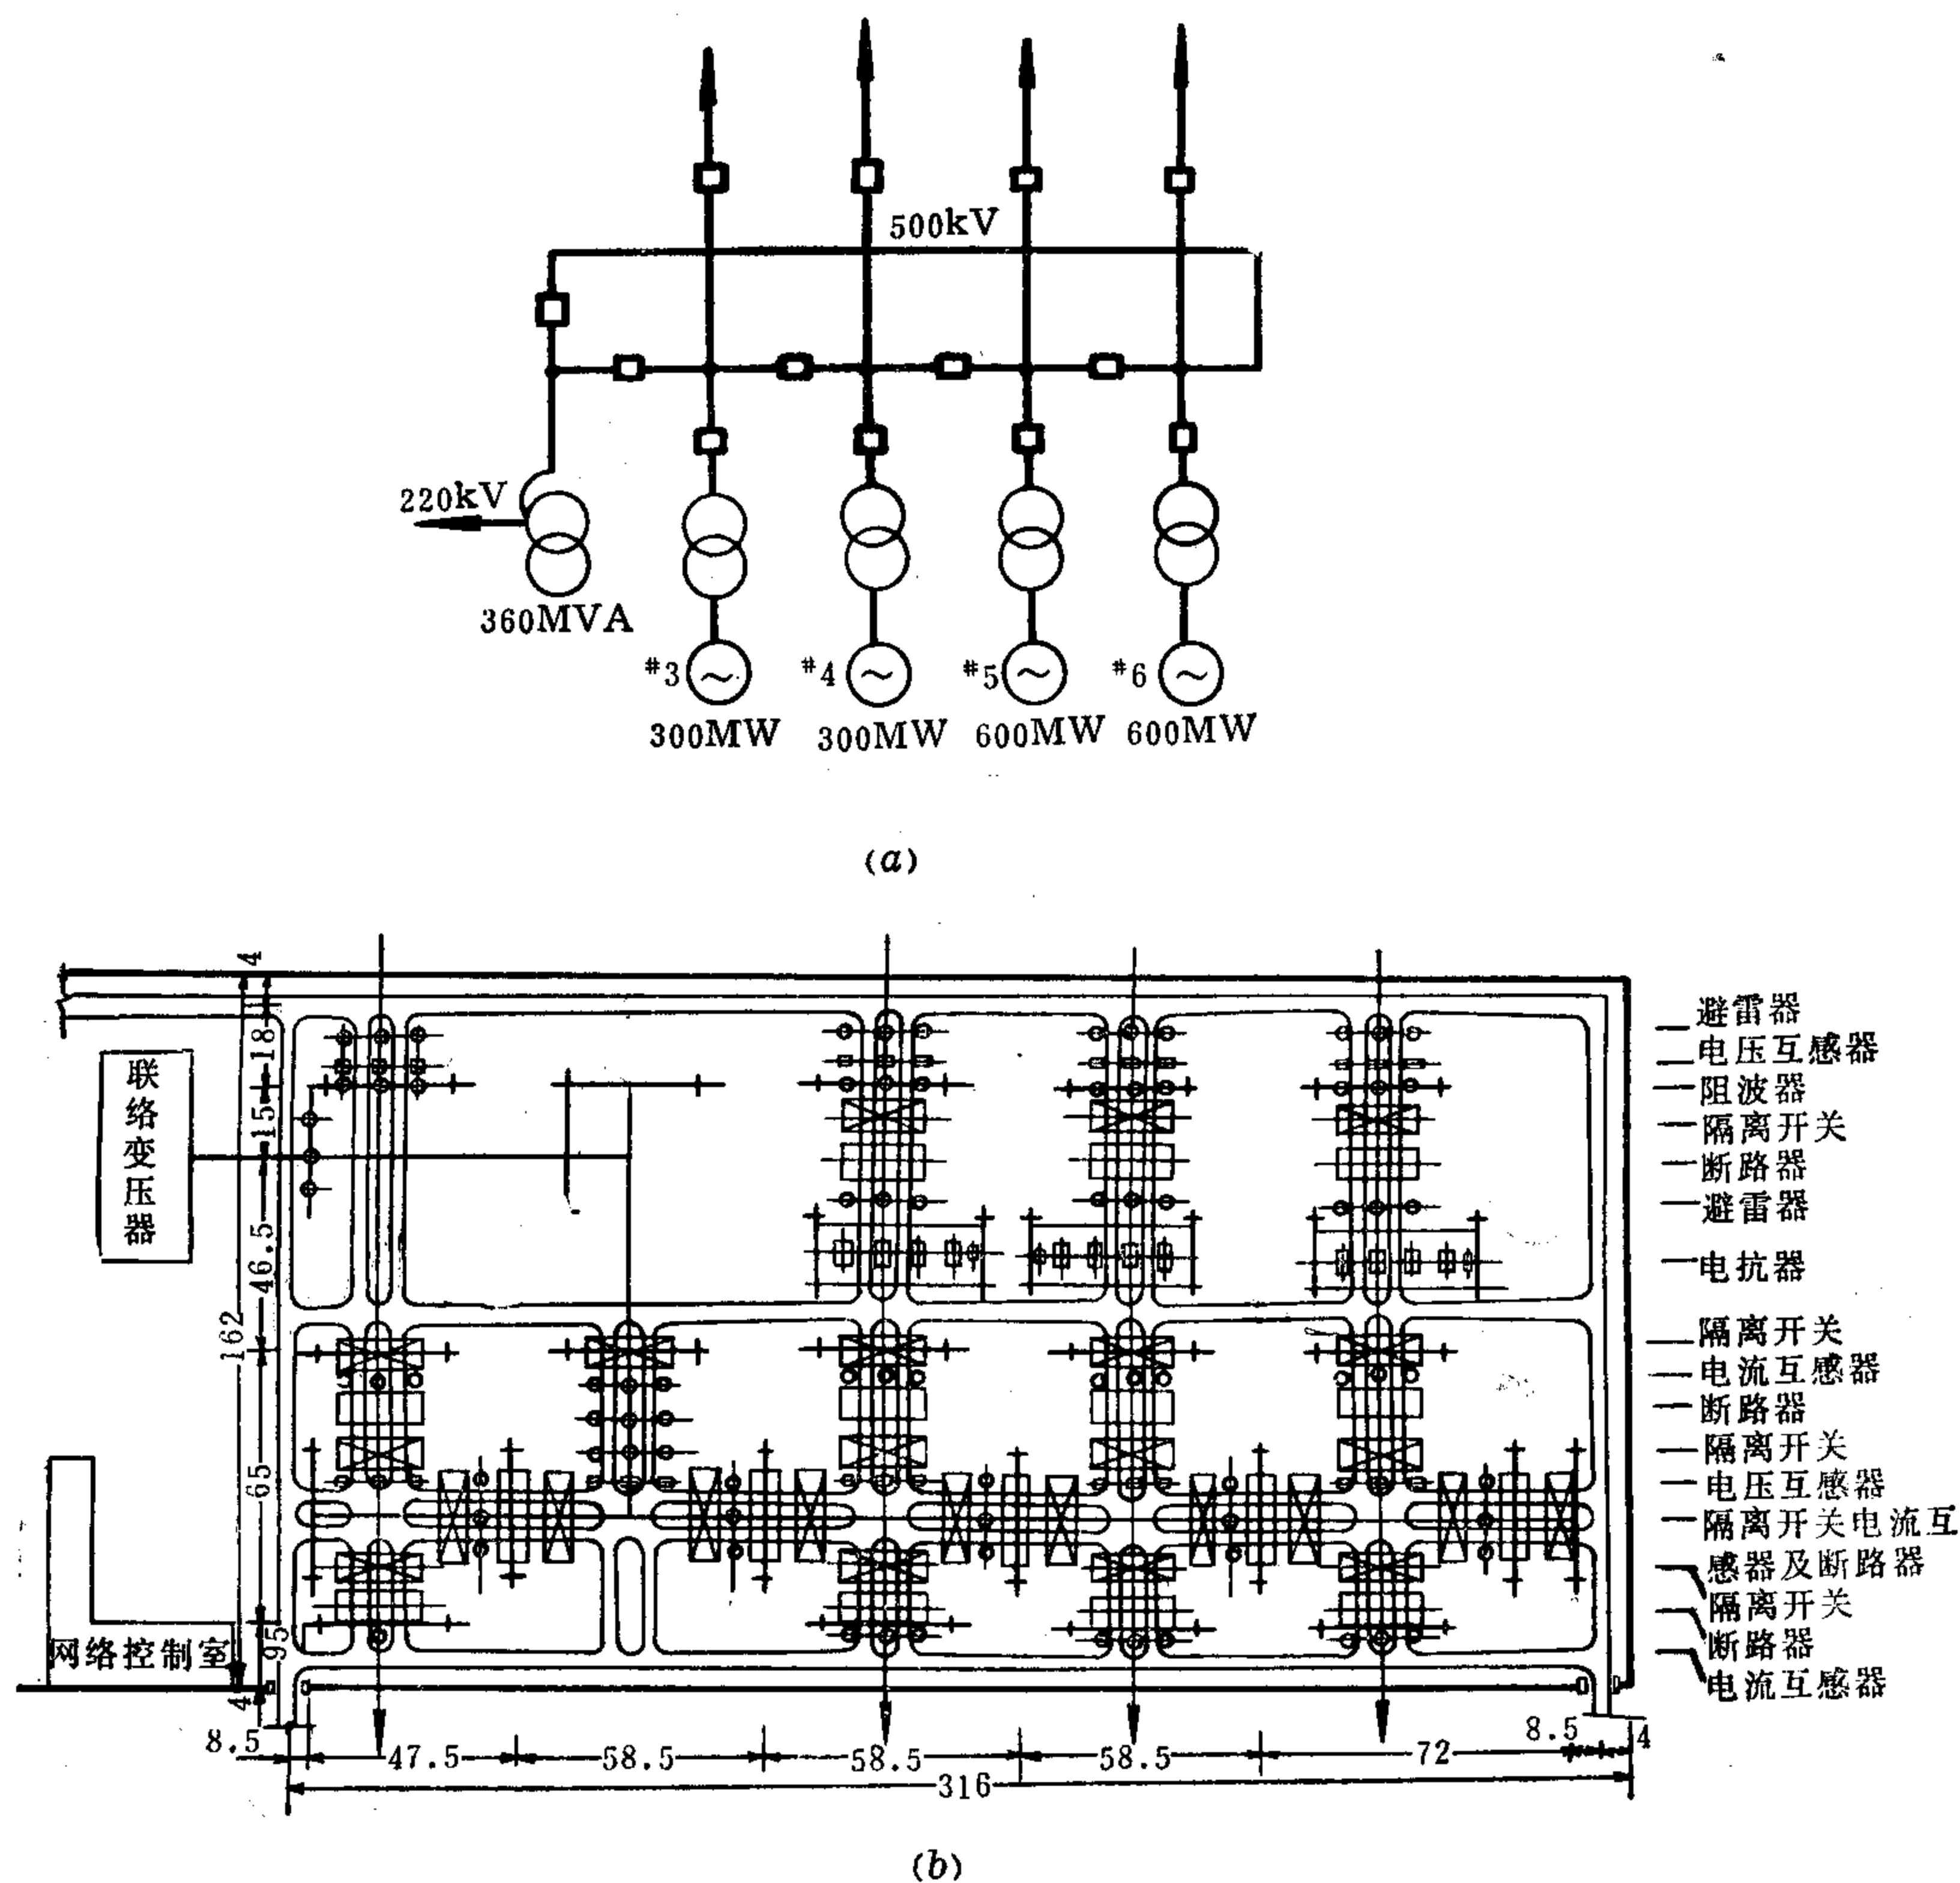 500kV
220kV
360MVA
#3 #4 #5 #6
300MW 300MW 600MW 600MW
(a)
4
18
15
46.5
162
65
95
4
联络变压器
网络控制室
避雷器
电压互感器
阻波器
隔离开关
断路器
避雷器
电抗器
隔离开关
电流互感器
断路器
隔离开关
电压互感器
隔离开关电流互
感器及断路器
隔离开关
断路器
电流互感器
8.5 47.5 58.5 58.5 58.5 72 8.5 4
316
(b)